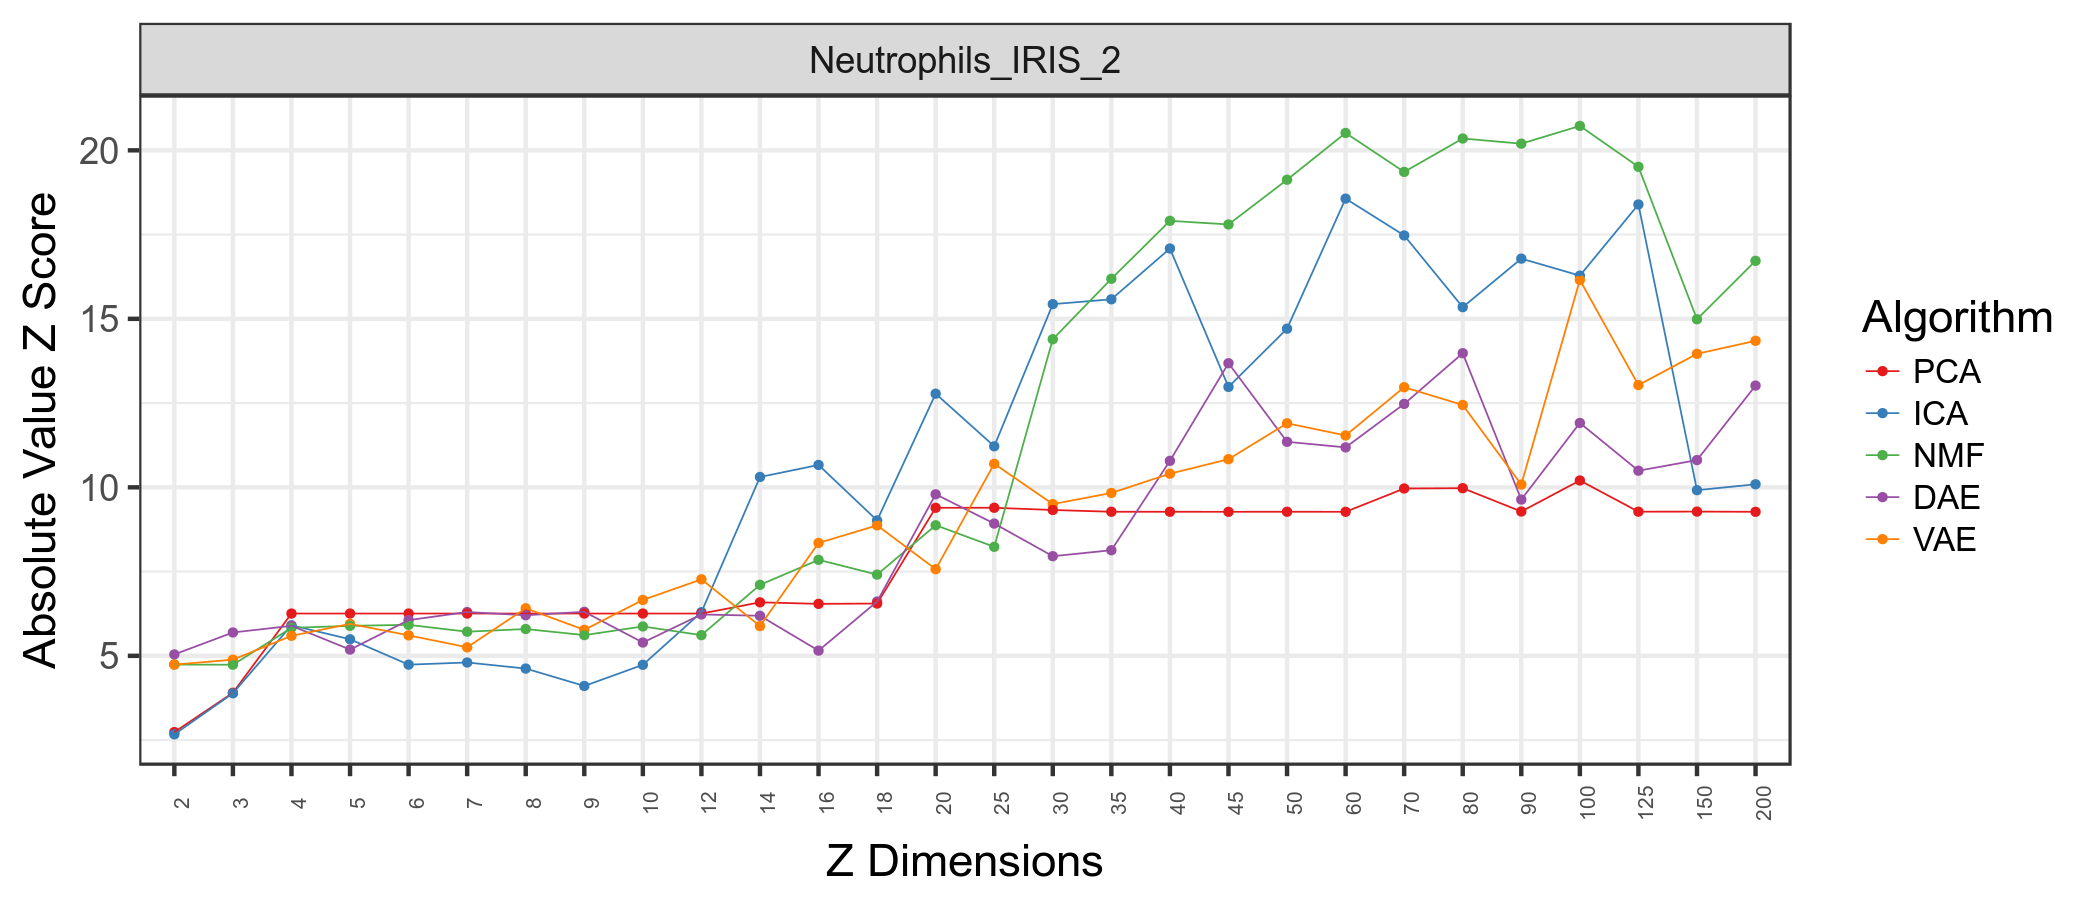 Neutrophils_IRIS_2
Absolute Value Z Score
20
15
10
5
2 3 4 5 6 7 8 9 10 12 14 16 18 20 25 30 35 40 45 50 60 70 80 90 100 125 150 200
Z Dimensions
Algorithm
PCA
ICA
NMF
DAE
VAE